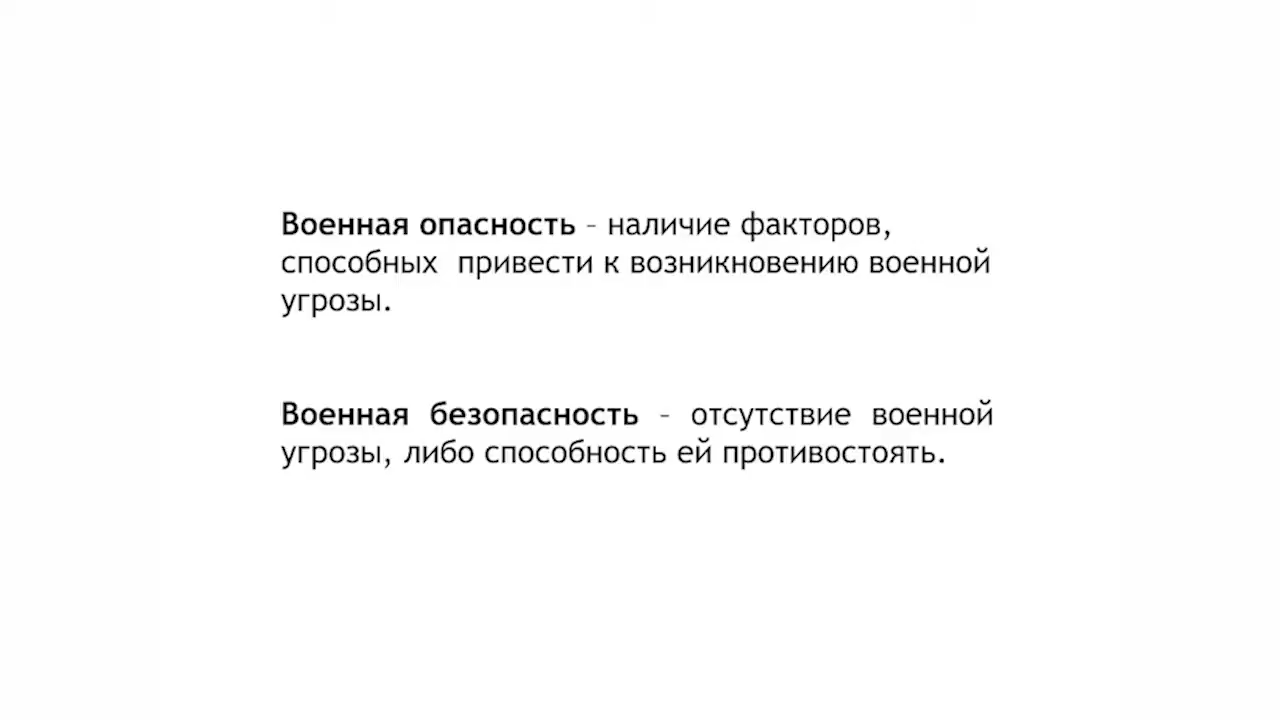 Военная опасность – наличие факторов,
способных привести к возникновению военной
угрозы.
Военная безопасность – отсутствие военной
угрозы, либо способность ей противостоять.